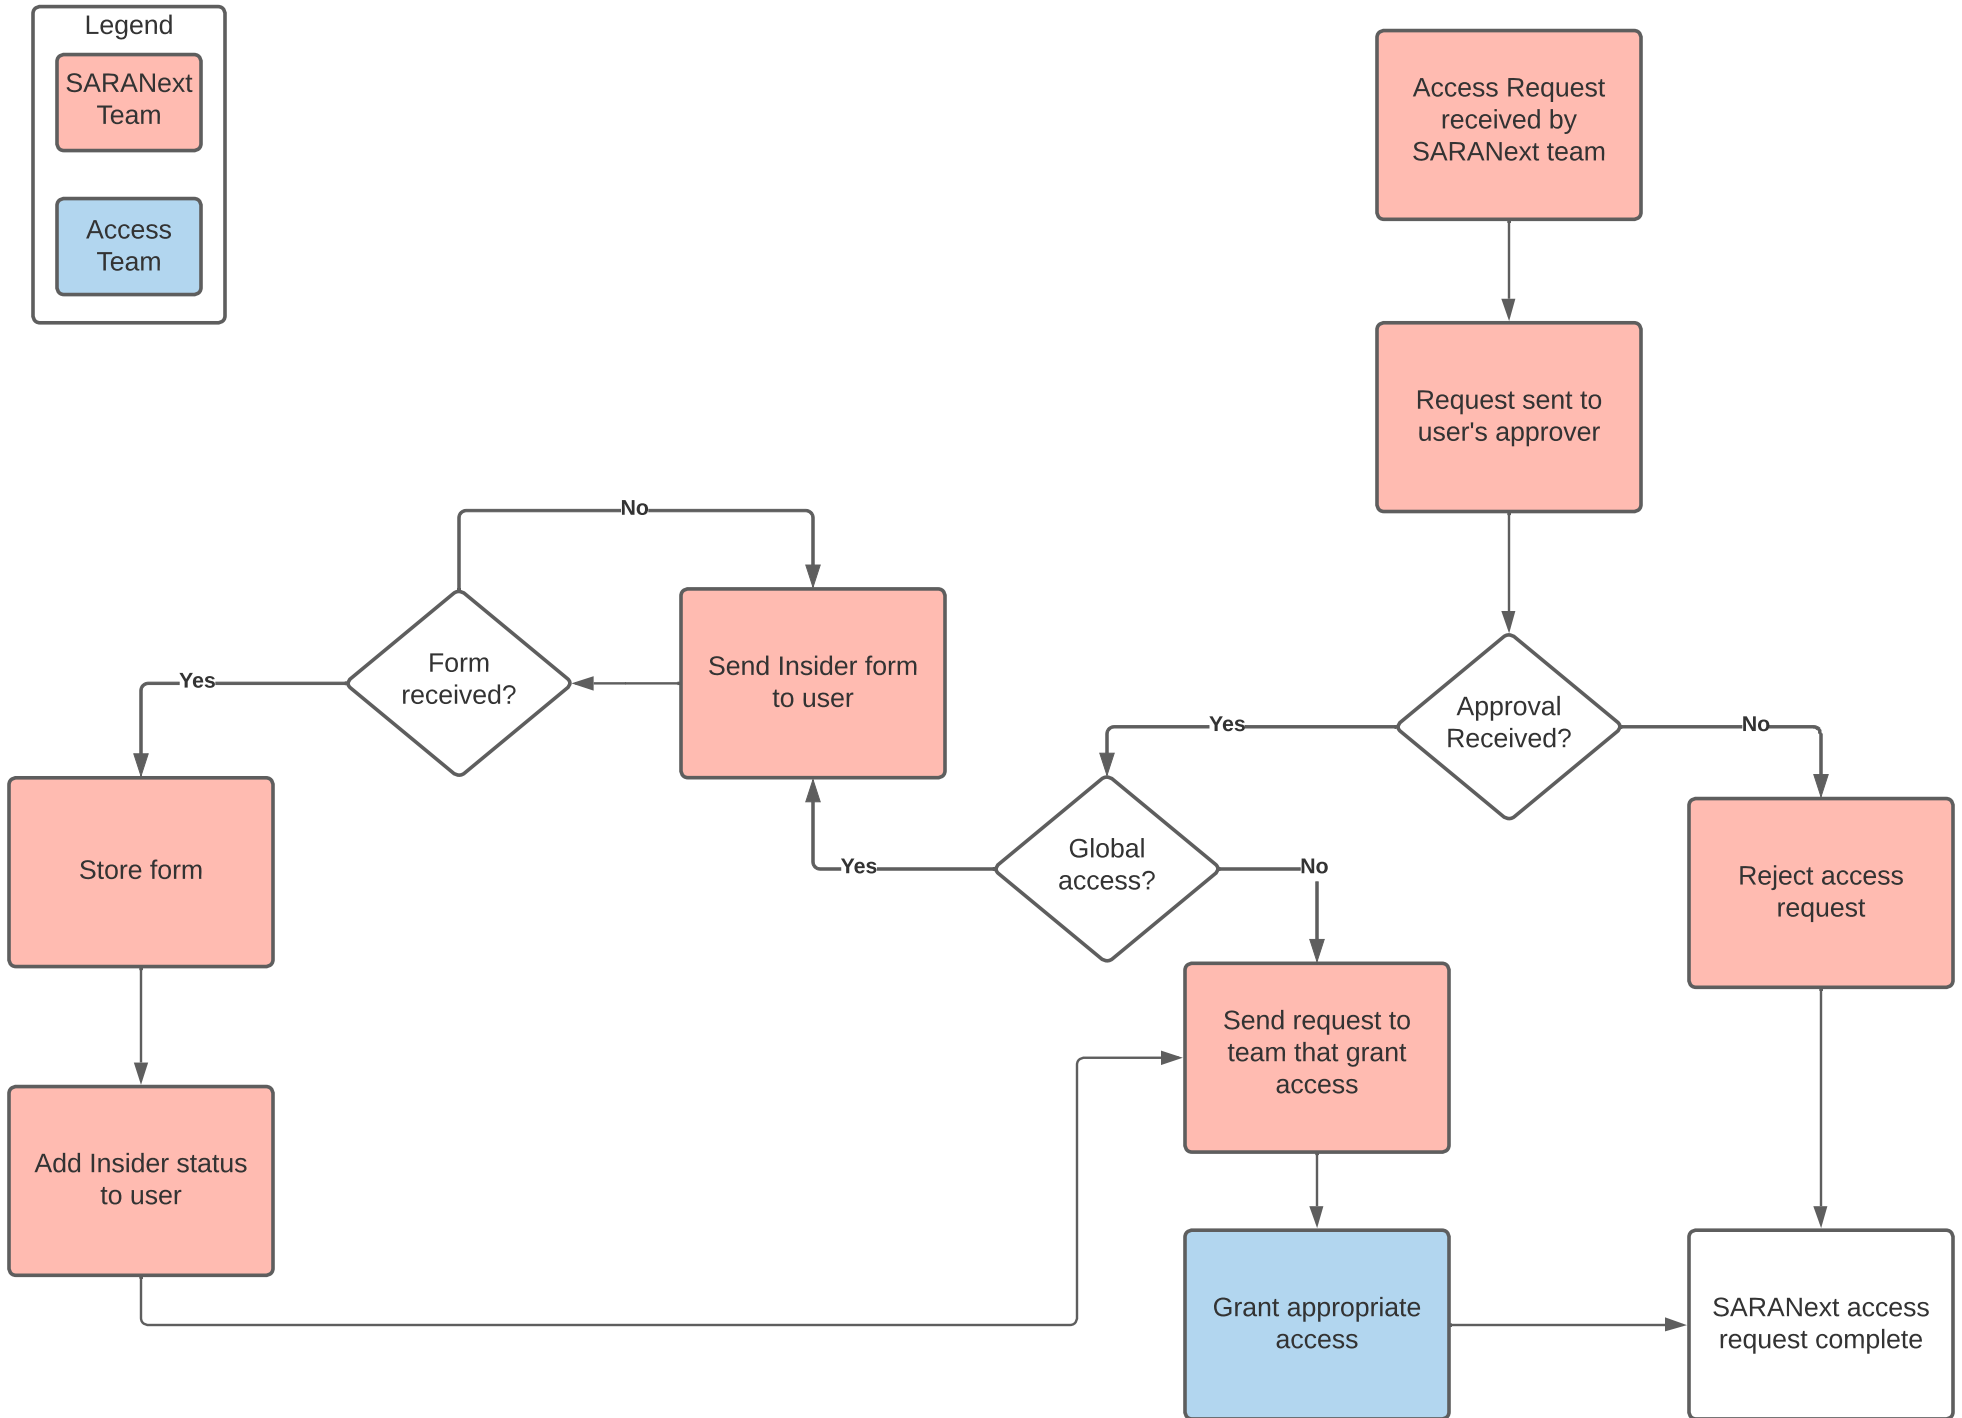 Legend
SARANext
Team
Access
Team
Access Request
received by
SARANext team
Request sent to
user's approver
Approval
Received?
Yes
No
Global
access?
Yes
No
Send Insider form
to user
Form
received?
No
Yes
Store form
Add Insider status
to user
Send request to
team that grant
access
Grant appropriate
access
Reject access
request
SARANext access
request complete